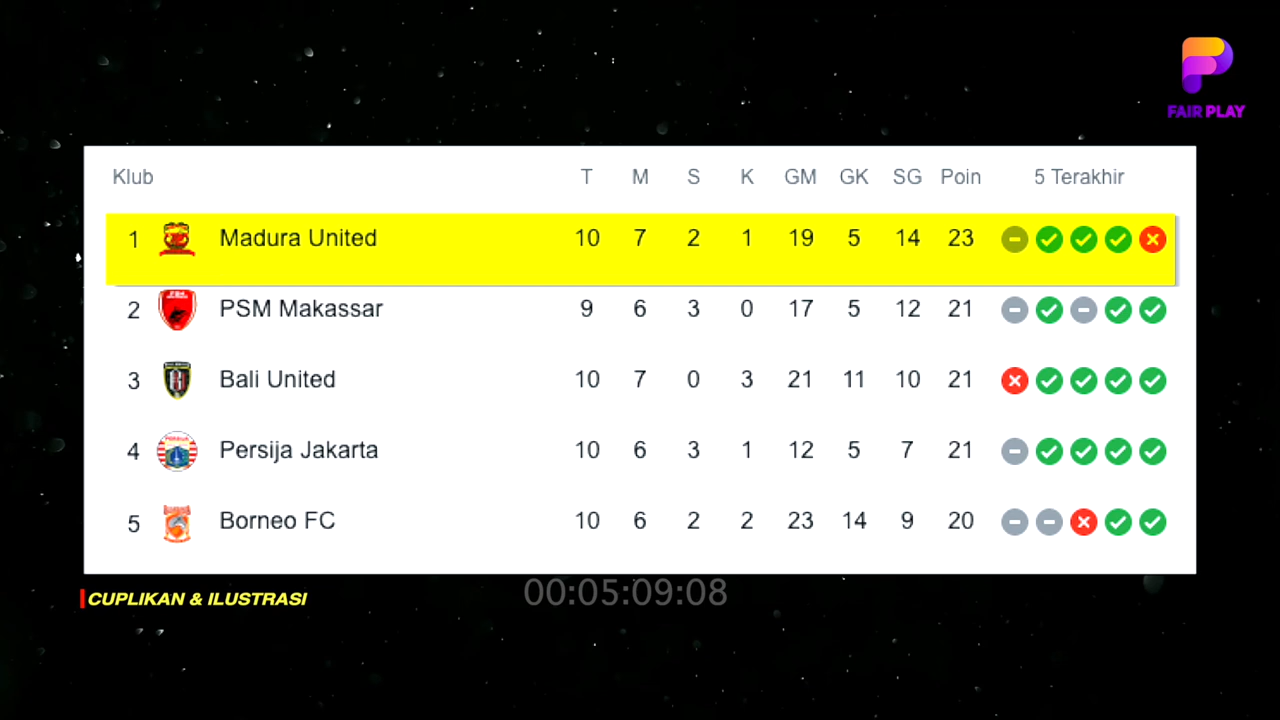 FAIR PLAY
Klub T M S K GM GK SG Poin 5 Terakhir
1 Madura United 10 7 2 1 19 5 14 23
2 PSM Makassar 9 6 3 0 17 5 12 21
3 Bali United 10 7 0 3 21 11 10 21
4 Persija Jakarta 10 6 3 1 12 5 7 21
5 Borneo FC 10 6 2 2 23 14 9 20
00:05:09:08
CUPLIKAN & ILUSTRASI